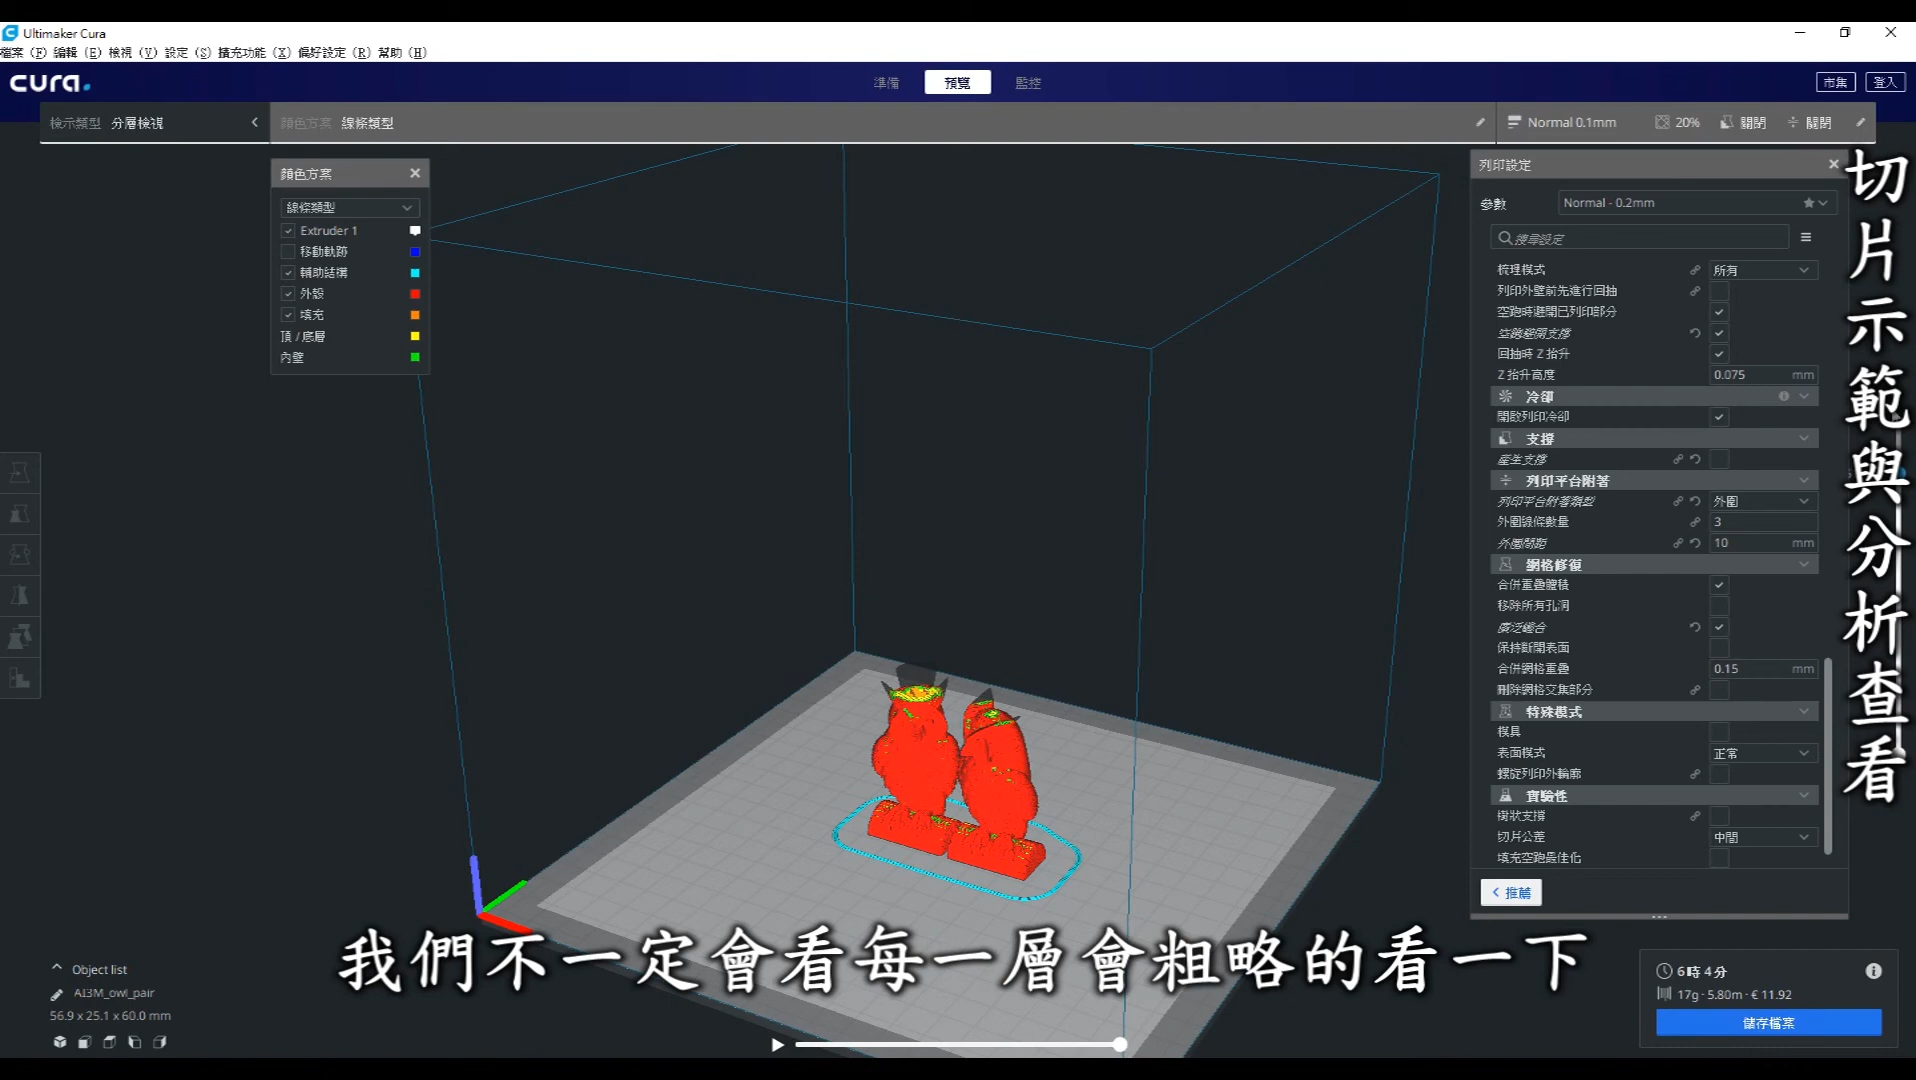 Ultimaker Cura
檔案 (F) 编輯 (E) 檢視 (V) 設定 (S) 擴充功能 (X) 偏好設定 (R) 幫助 (H)
cura.
準備
預覽
監控
市集
登入
檢示類型 分層檢視
顏色方案 線條類型
Normal 0.1mm
20%
關閉
關閉
顏色方案
線條類型
Extruder 1
移動軌跡
輔助結構
外殼
填充
頂 / 底層
內壁
列印設定
參數 Normal - 0.2mm
搜尋設定
梳理模式 所有
列印外壁前先進行回抽
空跑時避開已列印部分
空跑避開支撐
回抽時 Z 抬升
Z 抬升高度 0.075 mm
冷卻
開啟列印冷卻
支撐
產生支撐
列印平台附著
列印平台附著類型 外圍
外圍線條數量 3
外圍間距 10 mm
網格修復
合併重疊體積
移除所有孔洞
廣泛縫合
保持斷開表面
合併網格重疊 0.15 mm
刪除網格交集部分
特殊模式
模具
表面模式 正常
螺旋列印外輪廓
實驗性
樹狀支撐
切片公差 中間
填充空跑最佳化
推薦
切片示範與分析查看
我們不一定會看每一層會粗略的看一下
Object list
AI3M_owl_pair
56.9 x 25.1 x 60.0 mm
6 時 4 分
17g · 5.80m · € 11.92
儲存檔案